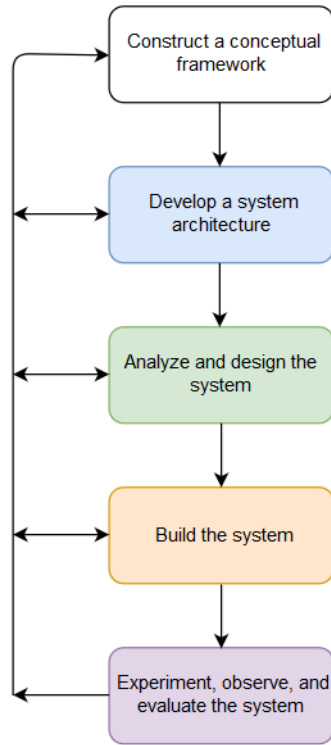 Construct a conceptual
framework
Develop a system
architecture
Analyze and design the
system
Build the system
Experiment, observe, and
evaluate the system